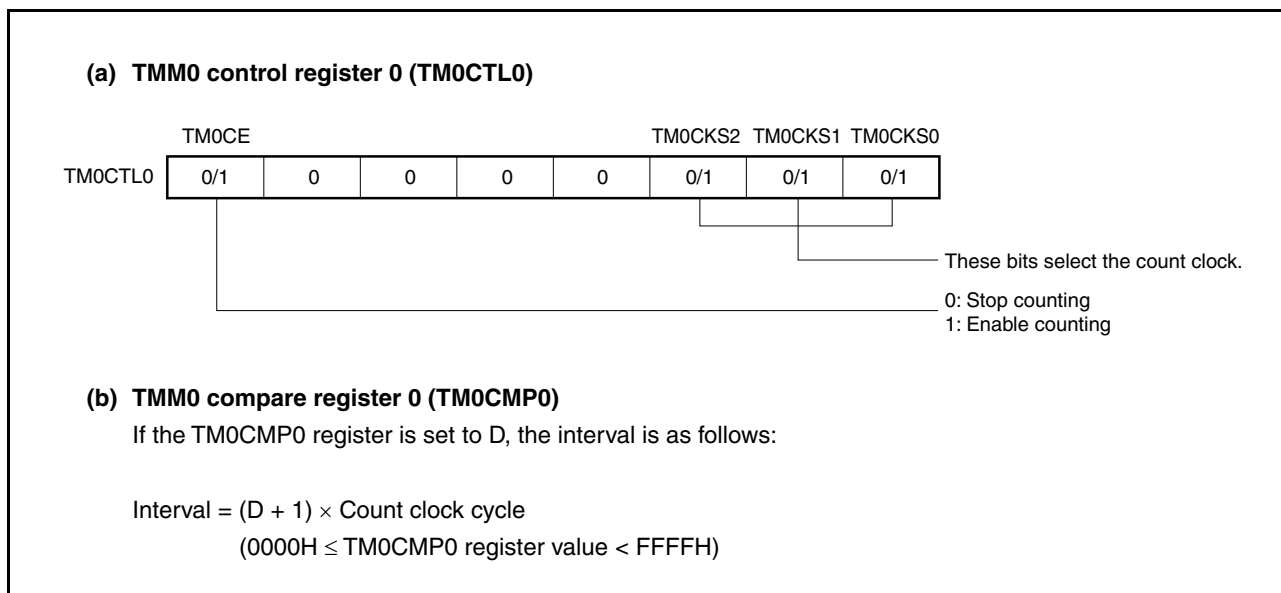 (a) TMM0 control register 0 (TM0CTL0)
TM0CE TM0CKS2 TM0CKS1 TM0CKS0
TM0CTL0 0/1 0 0 0 0 0/1 0/1 0/1
These bits select the count clock.
0: Stop counting
1: Enable counting
(b) TMM0 compare register 0 (TM0CMP0)
If the TM0CMP0 register is set to D, the interval is as follows:
Interval = (D + 1) × Count clock cycle
(0000H ≤ TM0CMP0 register value < FFFFH)